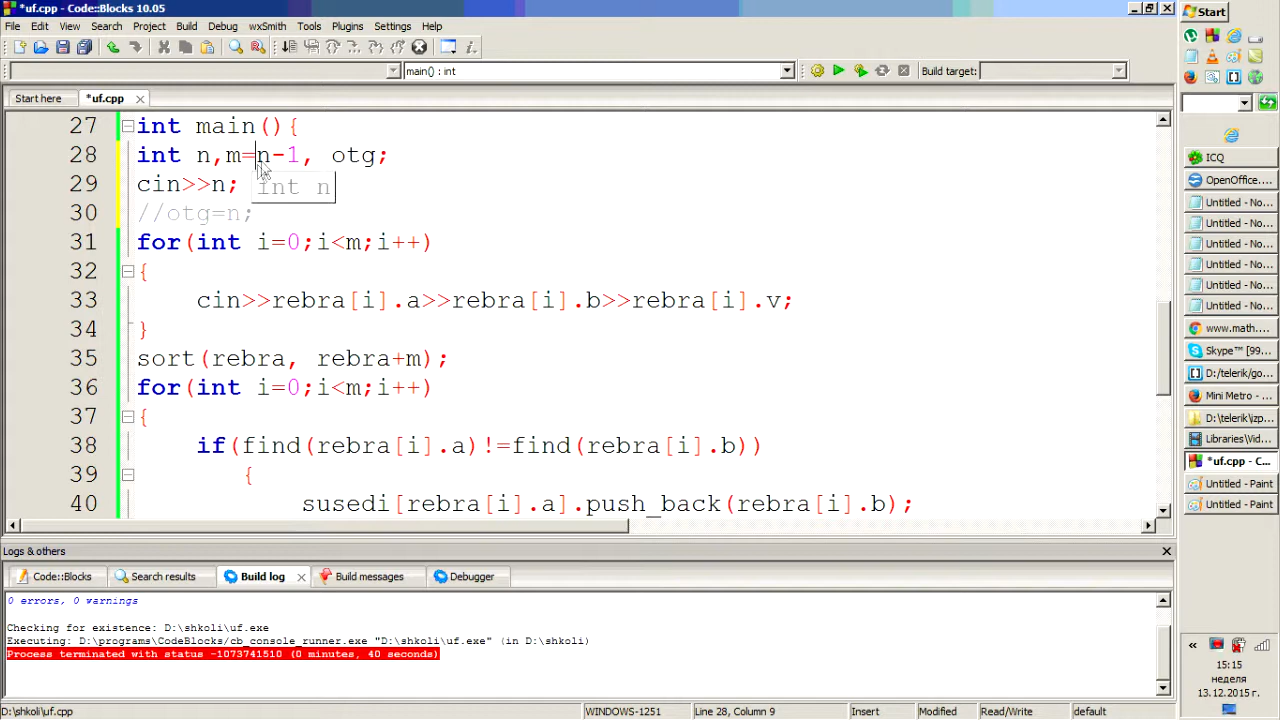 *uf.cpp - Code::Blocks 10.05
Start
File Edit View Search Project Build Debug wxSmith Tools Plugins Settings Help
main() : int
Build target:
Start here
*uf.cpp
27 int main(){
28 int n,m=n-1, otg;
29 cin>>n;
int n
30 //otg=n;
31 for(int i=0;i<m;i++)
32 {
33 cin>>rebra[i].a>>rebra[i].b>>rebra[i].v;
34 }
35 sort(rebra, rebra+m);
36 for(int i=0;i<m;i++)
37 {
38 if(find(rebra[i].a)!=find(rebra[i].b))
39 {
40 susedi[rebra[i].a].push_back(rebra[i].b);
Logs & others
Code::Blocks
Search results
Build log
Build messages
Debugger
0 errors, 0 warnings
Checking for existence: D:\shkoli\uf.exe
Executing: D:\programs\CodeBlocks/cb_console_runner.exe "D:\shkoli\uf.exe" (in D:\shkoli)
Process terminated with status -1073741510 (0 minutes, 40 seconds)
D:\shkoli\uf.cpp
WINDOWS-1251
Line 28, Column 9
Insert
Modified
Read/Write
default
ICQ
OpenOffice....
Untitled - No...
Untitled - No...
Untitled - No...
Untitled - No...
Untitled - No...
Untitled - No...
www.math....
Skype™ [99...
D:/telerik/go...
Mini Metro - ...
D:\telerik\izp...
Libraries\Vid...
*uf.cpp - C...
Untitled - Paint
Untitled - Paint
15:15
неделя
13.12.2015 г.